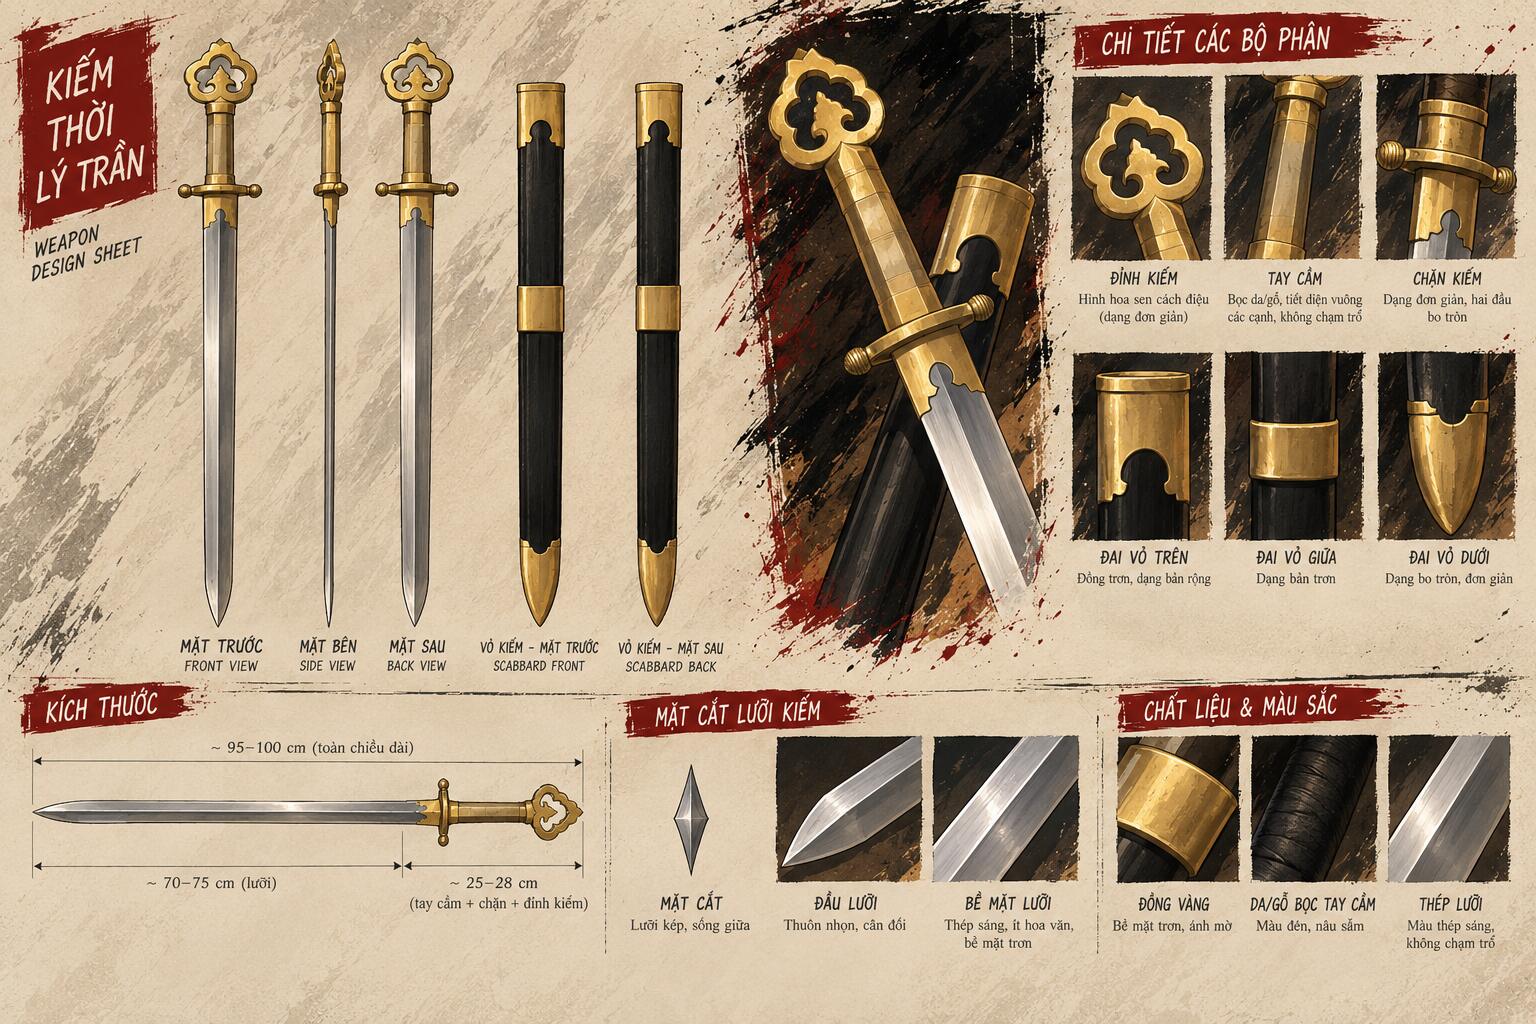 KIẾM
THỜI
LÝ TRẦN
WEAPON
DESIGN SHEET
MẶT TRƯỚC
FRONT VIEW
MẶT BÊN
SIDE VIEW
MẶT SAU
BACK VIEW
VỎ KIẾM - MẶT TRƯỚC
SCABBARD FRONT
VỎ KIẾM - MẶT SAU
SCABBARD BACK
CHI TIẾT CÁC BỘ PHẬN
ĐỈNH KIẾM
Hình hoa sen cách điệu
(dạng đơn giản)
TAY CẦM
Bọc da/gỗ, tiết diện vuông
các cạnh, không chạm trổ
CHẶN KIẾM
Dạng đơn giản, hai đầu
bo tròn
ĐAI VỎ TRÊN
Đồng trơn, dạng bản rộng
ĐAI VỎ GIỮA
Dạng bản trơn
ĐAI VỎ DƯỚI
Dạng bo tròn, đơn giản
KÍCH THƯỚC
~ 95–100 cm (toàn chiều dài)
~ 70–75 cm (lưỡi)
~ 25–28 cm
(tay cầm + chặn + đỉnh kiếm)
MẶT CẮT LƯỠI KIẾM
MẶT CẮT
Lưỡi kép, sống giữa
ĐẦU LƯỠI
Thuôn nhọn, cân đối
BỀ MẶT LƯỠI
Thép sáng, ít hoa văn,
bề mặt trơn
CHẤT LIỆU & MÀU SẮC
ĐỒNG VÀNG
Bề mặt trơn, ánh mờ
DA/GỖ BỌC TAY CẦM
Màu đén, nâu sẫm
THÉP LƯỠI
Màu thép sáng,
không chạm trổ